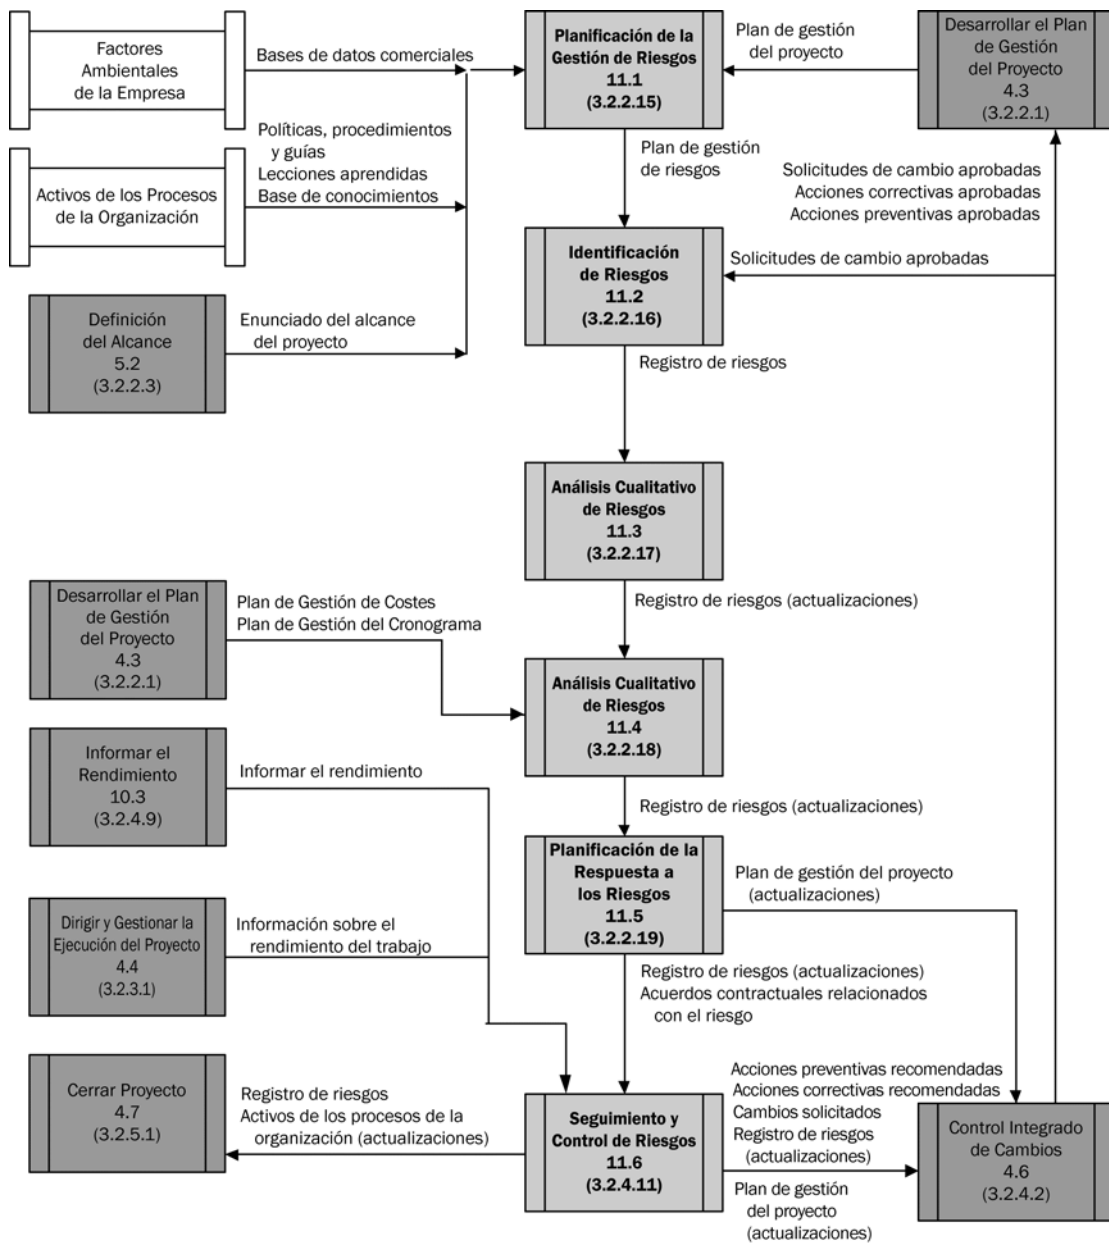 Factores
Ambientales
de la Empresa
Bases de datos comerciales
Planificación de la
Gestión de Riesgos
11.1
(3.2.2.15)
Plan de gestión
del proyecto
Desarrollar el Plan
de Gestión
del Proyecto
4.3
(3.2.2.1)
Políticas, procedimientos
y guías
Lecciones aprendidas
Base de conocimientos
Activos de los Procesos
de la Organización
Plan de gestión
de riesgos
Solicitudes de cambio aprobadas
Acciones correctivas aprobadas
Acciones preventivas aprobadas
Identificación
de Riesgos
11.2
(3.2.2.16)
Solicitudes de cambio aprobadas
Definición
del Alcance
5.2
(3.2.2.3)
Enunciado del alcance
del proyecto
Registro de riesgos
Análisis Cualitativo
de Riesgos
11.3
(3.2.2.17)
Registro de riesgos (actualizaciones)
Desarrollar el Plan
de Gestión
del Proyecto
4.3
(3.2.2.1)
Plan de Gestión de Costes
Plan de Gestión del Cronograma
Análisis Cualitativo
de Riesgos
11.4
(3.2.2.18)
Informar el
Rendimiento
10.3
(3.2.4.9)
Informar el rendimiento
Registro de riesgos (actualizaciones)
Planificación de la
Respuesta a
los Riesgos
11.5
(3.2.2.19)
Plan de gestión del proyecto
(actualizaciones)
Dirigir y Gestionar la
Ejecución del Proyecto
4.4
(3.2.3.1)
Información sobre el
rendimiento del trabajo
Registro de riesgos (actualizaciones)
Acuerdos contractuales relacionados
con el riesgo
Cerrar Proyecto
4.7
(3.2.5.1)
Registro de riesgos
Activos de los procesos de la
organización (actualizaciones)
Seguimiento y
Control de Riesgos
11.6
(3.2.4.11)
Acciones preventivas recomendadas
Acciones correctivas recomendadas
Cambios solicitados
Registro de riesgos
(actualizaciones)
Plan de gestión
del proyecto
(actualizaciones)
Control Integrado
de Cambios
4.6
(3.2.4.2)